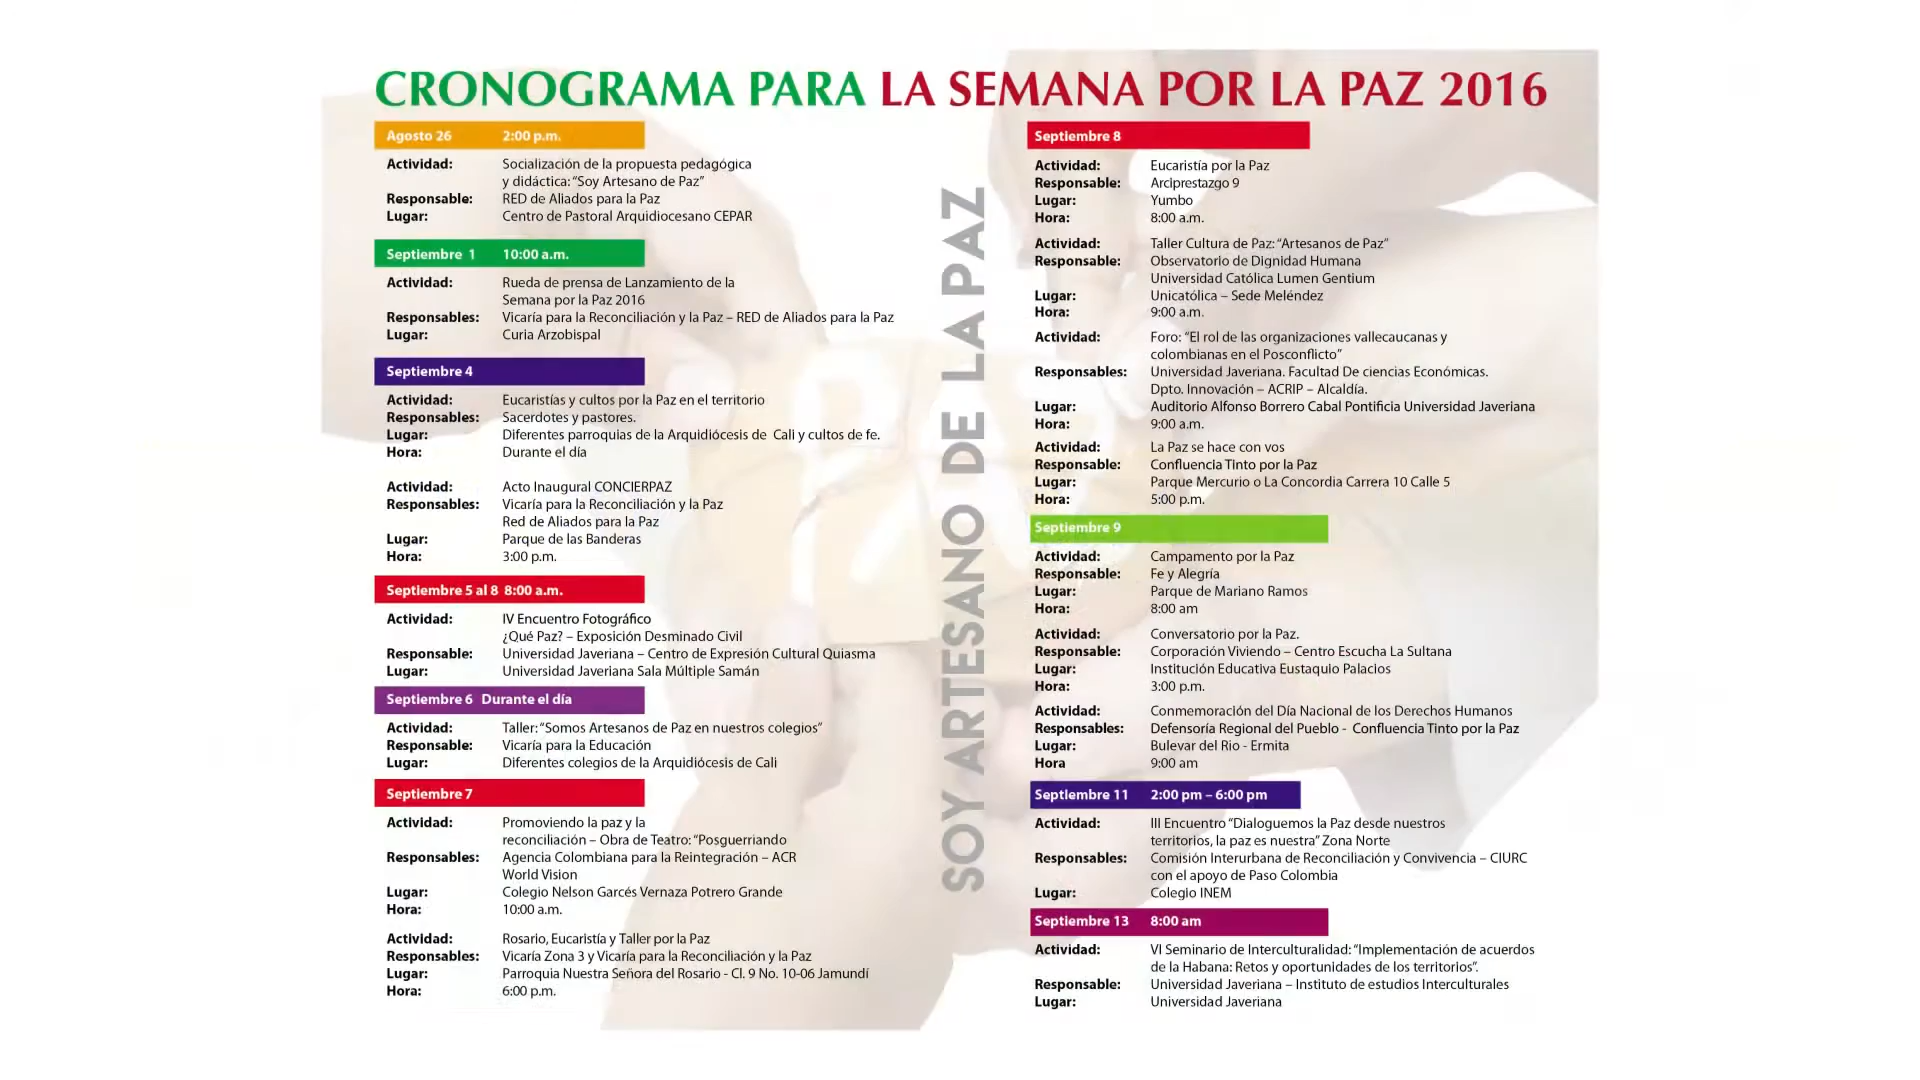 CRONOGRAMA PARA LA SEMANA POR LA PAZ 2016
Agosto 26 2:00 p.m.
Actividad: Socialización de la propuesta pedagógica
y didáctica: “Soy Artesano de Paz”
Responsable: RED de Aliados para la Paz
Lugar: Centro de Pastoral Arquidiocesano CEPAR
Septiembre 1 10:00 a.m.
Actividad: Rueda de prensa de Lanzamiento de la
Semana por la Paz 2016
Responsables: Vicaría para la Reconciliación y la Paz – RED de Aliados para la Paz
Lugar: Curia Arzobispal
Septiembre 4
Actividad: Eucaristías y cultos por la Paz en el territorio
Responsables: Sacerdotes y pastores.
Lugar: Diferentes parroquias de la Arquidiócesis de Cali y cultos de fe.
Hora: Durante el día
Actividad: Acto Inaugural CONCIERPAZ
Responsables: Vicaría para la Reconciliación y la Paz
Red de Aliados para la Paz
Lugar: Parque de las Banderas
Hora: 3:00 p.m.
Septiembre 5 al 8 8:00 a.m.
Actividad: IV Encuentro Fotográfico
¿Qué Paz? – Exposición Desminado Civil
Responsable: Universidad Javeriana – Centro de Expresión Cultural Quiasma
Lugar: Universidad Javeriana Sala Múltiple Samán
Septiembre 6 Durante el día
Actividad: Taller: “Somos Artesanos de Paz en nuestros colegios”
Responsable: Vicaría para la Educación
Lugar: Diferentes colegios de la Arquidiócesis de Cali
Septiembre 7
Actividad: Promoviendo la paz y la
reconciliación – Obra de Teatro: “Posguerriando
Responsables: Agencia Colombiana para la Reintegración – ACR
World Vision
Lugar: Colegio Nelson Garcés Vernaza Potrero Grande
Hora: 10:00 a.m.
Actividad: Rosario, Eucaristía y Taller por la Paz
Responsables: Vicaría Zona 3 y Vicaría para la Reconciliación y la Paz
Lugar: Parroquia Nuestra Señora del Rosario - Cl. 9 No. 10-06 Jamundí
Hora: 6:00 p.m.
SOY ARTESANO DE LA PAZ
Septiembre 8
Actividad: Eucaristía por la Paz
Responsable: Arciprestazgo 9
Lugar: Yumbo
Hora: 8:00 a.m.
Actividad: Taller Cultura de Paz: “Artesanos de Paz”
Responsable: Observatorio de Dignidad Humana
Universidad Católica Lumen Gentium
Lugar: Unicatólica – Sede Meléndez
Hora: 9:00 a.m.
Actividad: Foro: “El rol de las organizaciones vallecaucanas y
colombianas en el Posconflicto”
Responsables: Universidad Javeriana. Facultad De ciencias Económicas.
Dpto. Innovación – ACRIP – Alcaldía.
Lugar: Auditorio Alfonso Borrero Cabal Pontificia Universidad Javeriana
Hora: 9:00 a.m.
Actividad: La Paz se hace con vos
Responsable: Confluencia Tinto por la Paz
Lugar: Parque Mercurio o La Concordia Carrera 10 Calle 5
Hora: 5:00 p.m.
Septiembre 9
Actividad: Campamento por la Paz
Responsable: Fe y Alegría
Lugar: Parque de Mariano Ramos
Hora: 8:00 am
Actividad: Conversatorio por la Paz.
Responsable: Corporación Viviendo – Centro Escucha La Sultana
Lugar: Institución Educativa Eustaquio Palacios
Hora: 3:00 p.m.
Actividad: Conmemoración del Día Nacional de los Derechos Humanos
Responsables: Defensoría Regional del Pueblo - Confluencia Tinto por la Paz
Lugar: Bulevar del Rio - Ermita
Hora 9:00 am
Septiembre 11 2:00 pm – 6:00 pm
Actividad: III Encuentro “Dialoguemos la Paz desde nuestros
territorios, la paz es nuestra” Zona Norte
Responsables: Comisión Interurbana de Reconciliación y Convivencia – CIURC
con el apoyo de Paso Colombia
Lugar: Colegio INEM
Septiembre 13 8:00 am
Actividad: VI Seminario de Interculturalidad: “Implementación de acuerdos
de la Habana: Retos y oportunidades de los territorios”.
Responsable: Universidad Javeriana – Instituto de estudios Interculturales
Lugar: Universidad Javeriana